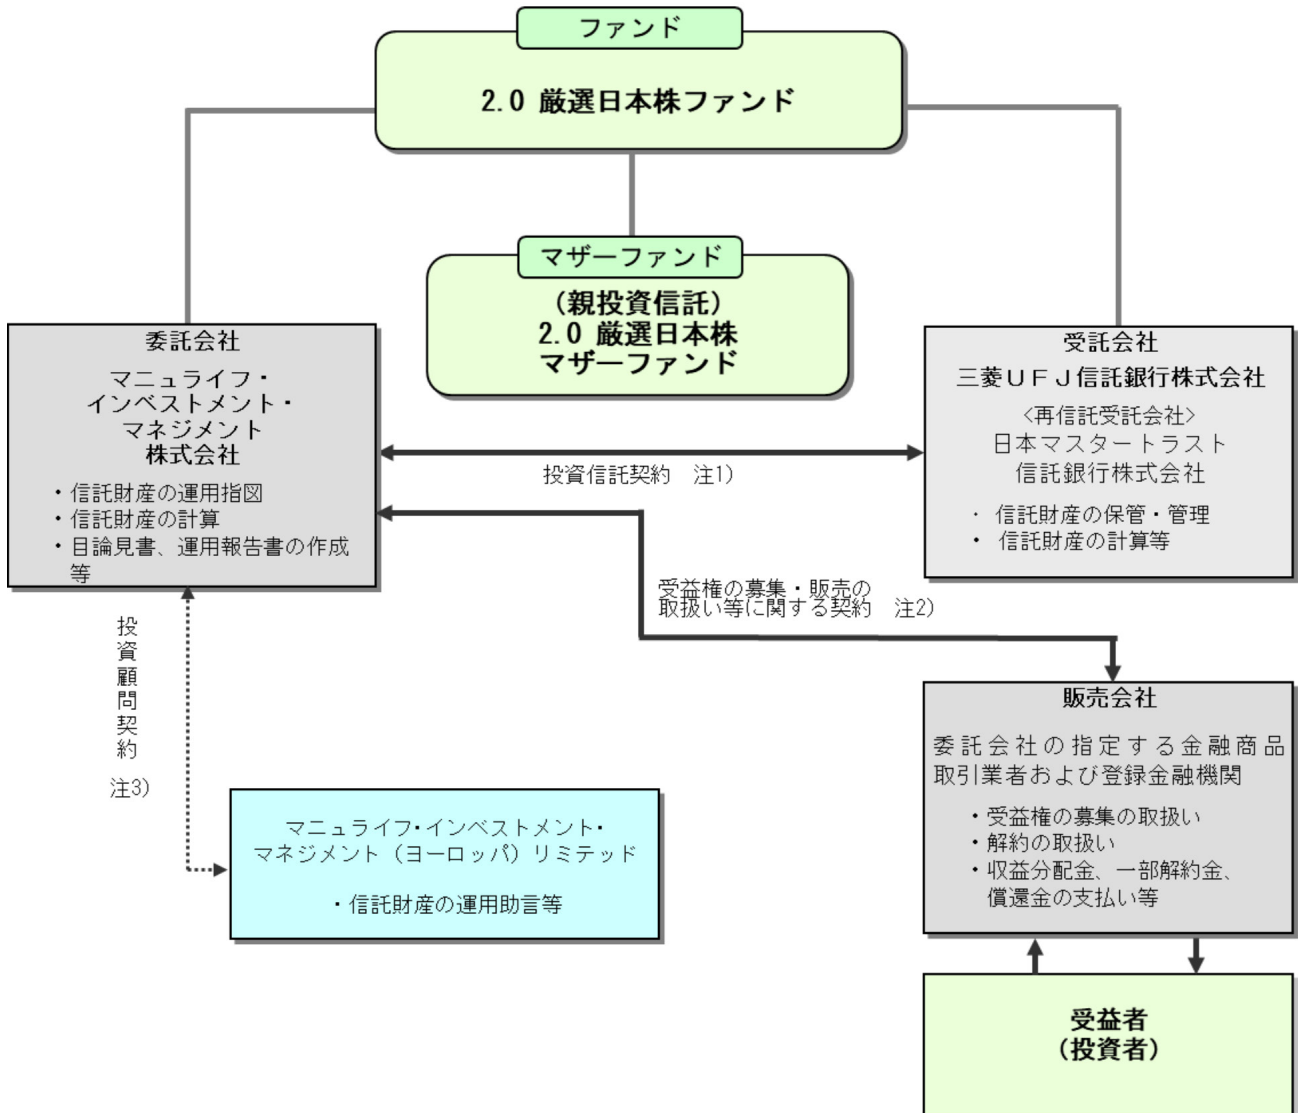 ファンド
2.0 厳選日本株ファンド
マザーファンド
(親投資信託)
2.0 厳選日本株
マザーファンド
委託会社
マニュライフ・
インベストメント・
マネジメント
株式会社
・信託財産の運用指図
・信託財産の計算
・目論見書、運用報告書の作成
等
受託会社
三菱UFJ信託銀行株式会社
<再信託受託会社>
日本マスタートラスト
信託銀行株式会社
・ 信託財産の保管・管理
・ 信託財産の計算等
投資信託契約 注1)
受益権の募集・販売の
取扱い等に関する契約 注2)
投資顧問契約
注3)
マニュライフ・インベストメント・
マネジメント (ヨーロッパ) リミテッド
・信託財産の運用助言等
販売会社
委託会社の指定する金融商品
取引業者および登録金融機関
・受益権の募集の取扱い
・解約の取扱い
・収益分配金、一部解約金、
償還金の支払い等
受益者
(投資者)